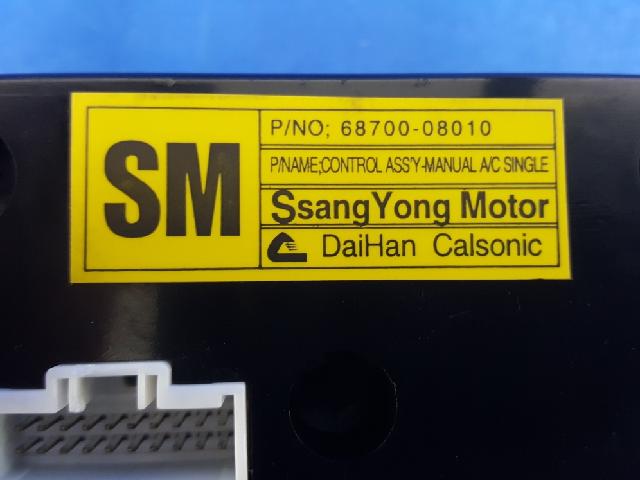 SM
P/NO; 68700-08010
P/NAME;CONTROL ASS'Y-MANUAL A/C SINGLE
SsangYong Motor
DaiHan Calsonic